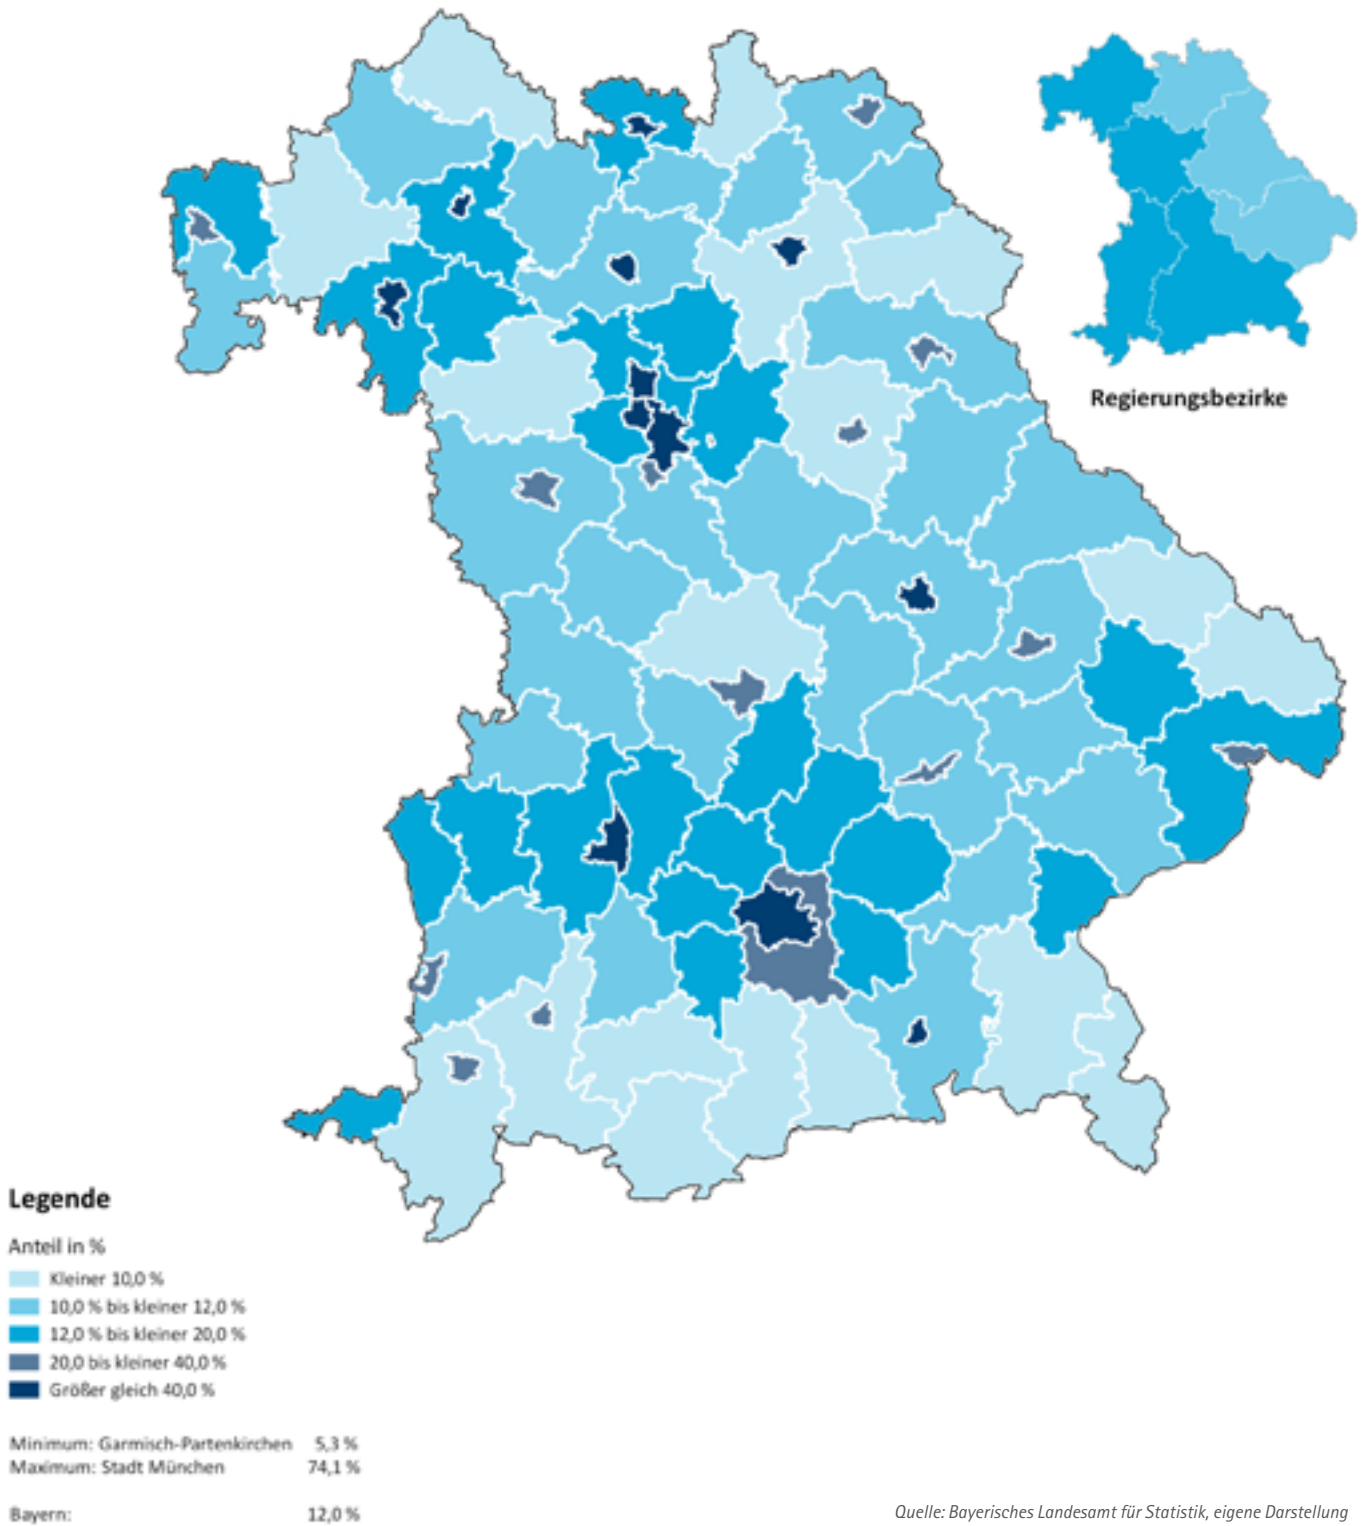 Regierungsbezirke
Legende
Anteil in %
Kleiner 10,0 %
10,0 % bis kleiner 12,0 %
12,0 % bis kleiner 20,0 %
20,0 bis kleiner 40,0 %
Größer gleich 40,0 %
Minimum: Garmisch-Partenkirchen 5,3 %
Maximum: Stadt München 74,1 %
Bayern: 12,0 %
Quelle: Bayerisches Landesamt für Statistik, eigene Darstellung